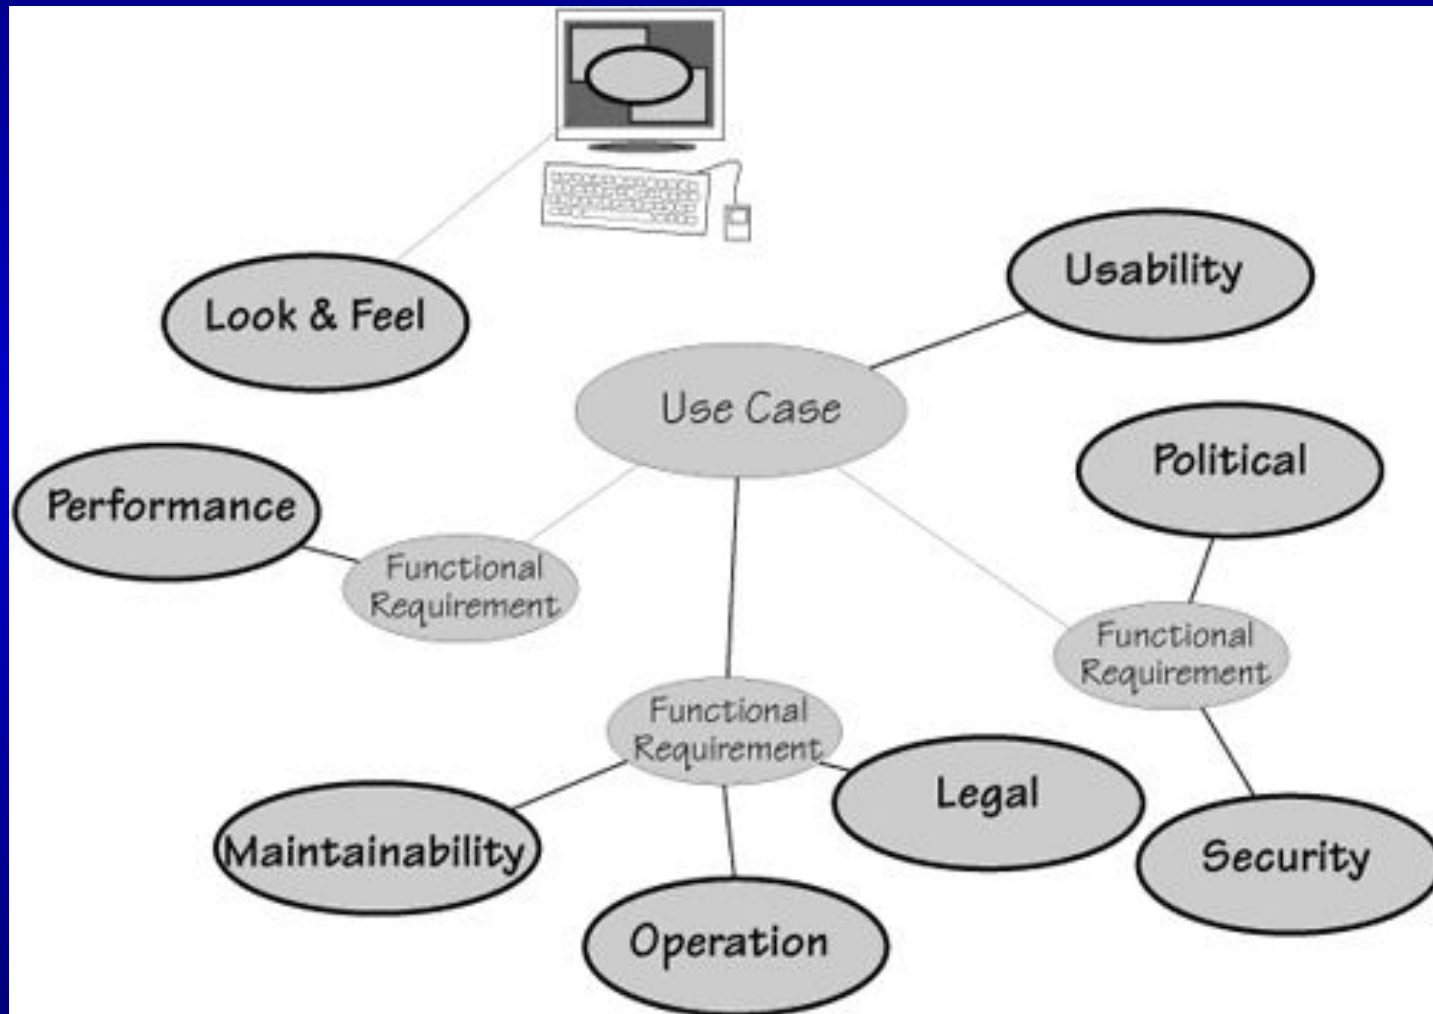 Look & Feel
Usability
Use Case
Political
Performance
Functional
Requirement
Functional
Requirement
Functional
Requirement
Legal
Maintainability
Security
Operation